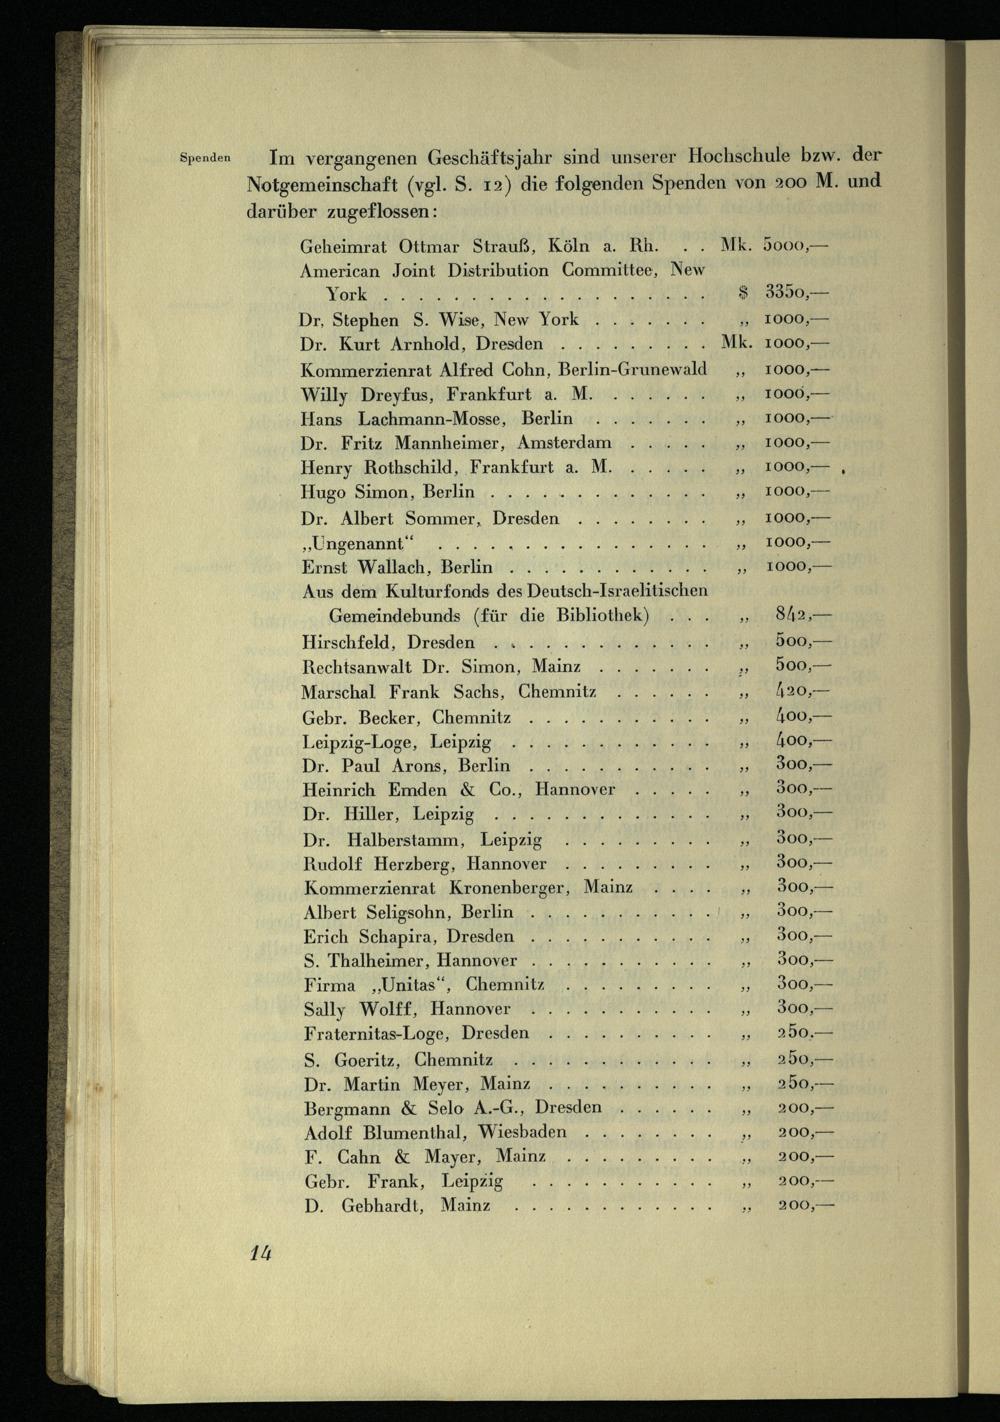 Spenden
Im vergangenen Geschäftsjahr sind unserer Hochschule bzw. der
Notgemeinschaft (vgl. S. 12) die folgenden Spenden von 200 M. und
darüber zugeflossen:
Geheimrat Ottmar Strauß, Köln a. Rh. . . Mk. 5000,—
American Joint Distribution Committee, New
York . . . . . . . . . . . . . . . . . . . $ 3350,—
Dr. Stephen S. Wise, New York . . . . . . . „ 1000,—
Dr. Kurt Arnhold, Dresden . . . . . . . . . Mk. 1000,—
Kommerzienrat Alfred Cohn, Berlin-Grunewald „ 1000,—
Willy Dreyfus, Frankfurt a. M. . . . . . . „ 1000,—
Hans Lachmann-Mosse, Berlin . . . . . . . „ 1000,—
Dr. Fritz Mannheimer, Amsterdam . . . . . „ 1000,—
Henry Rothschild, Frankfurt a. M. . . . . . „ 1000,—
Hugo Simon, Berlin . . . . . . . . . . . . . „ 1000,—
Dr. Albert Sommer, Dresden . . . . . . . . „ 1000,—
„Ungenannt“ . . . . . . . . . . . . . . . . „ 1000,—
Ernst Wallach, Berlin . . . . . . . . . . . . „ 1000,—
Aus dem Kulturfonds des Deutsch-Israelitischen
Gemeindebunds (für die Bibliothek) . . . „ 842,—
Hirschfeld, Dresden . . . . . . . . . . . . . „ 500,—
Rechtsanwalt Dr. Simon, Mainz . . . . . . . „ 500,—
Marschal Frank Sachs, Chemnitz . . . . . . „ 420,—
Gebr. Becker, Chemnitz . . . . . . . . . . . „ 400,—
Leipzig-Loge, Leipzig . . . . . . . . . . . . „ 400,—
Dr. Paul Arons, Berlin . . . . . . . . . . . „ 300,—
Heinrich Emden & Co., Hannover . . . . . „ 300,—
Dr. Hiller, Leipzig . . . . . . . . . . . . . „ 300,—
Dr. Halberstamm, Leipzig . . . . . . . . . „ 300,—
Rudolf Herzberg, Hannover . . . . . . . . . „ 300,—
Kommerzienrat Kronenberger, Mainz . . . . „ 300,—
Albert Seligsohn, Berlin . . . . . . . . . . . „ 300,—
Erich Schapira, Dresden . . . . . . . . . . . „ 300,—
S. Thalheimer, Hannover . . . . . . . . . . . „ 300,—
Firma „Unitas“, Chemnitz . . . . . . . . . „ 300,—
Sally Wolff, Hannover . . . . . . . . . . . „ 300,—
Fraternitas-Loge, Dresden . . . . . . . . . . „ 250.—
S. Goeritz, Chemnitz . . . . . . . . . . . . „ 250,—
Dr. Martin Meyer, Mainz . . . . . . . . . . „ 250,—
Bergmann & Selo A.-G., Dresden . . . . . . „ 200,—
Adolf Blumenthal, Wiesbaden . . . . . . . . „ 200,—
F. Cahn & Mayer, Mainz . . . . . . . . . „ 200,—
Gebr. Frank, Leipzig . . . . . . . . . . . „ 200,—
D. Gebhardt, Mainz . . . . . . . . . . . . „ 200,—
14